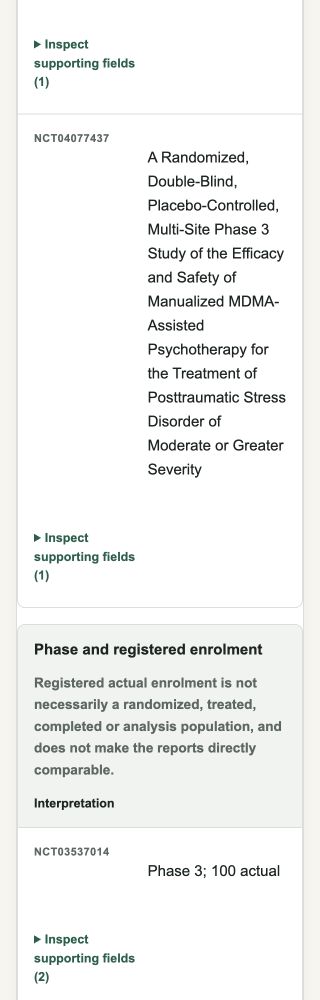 ▶ Inspect
supporting fields
(1)
NCT04077437
A Randomized,
Double-Blind,
Placebo-Controlled,
Multi-Site Phase 3
Study of the Efficacy
and Safety of
Manualized MDMA-
Assisted
Psychotherapy for
the Treatment of
Posttraumatic Stress
Disorder of
Moderate or Greater
Severity
▶ Inspect
supporting fields
(1)
Phase and registered enrolment
Registered actual enrolment is not
necessarily a randomized, treated,
completed or analysis population, and
does not make the reports directly
comparable.
Interpretation
NCT03537014
Phase 3; 100 actual
▶ Inspect
supporting fields
(2)